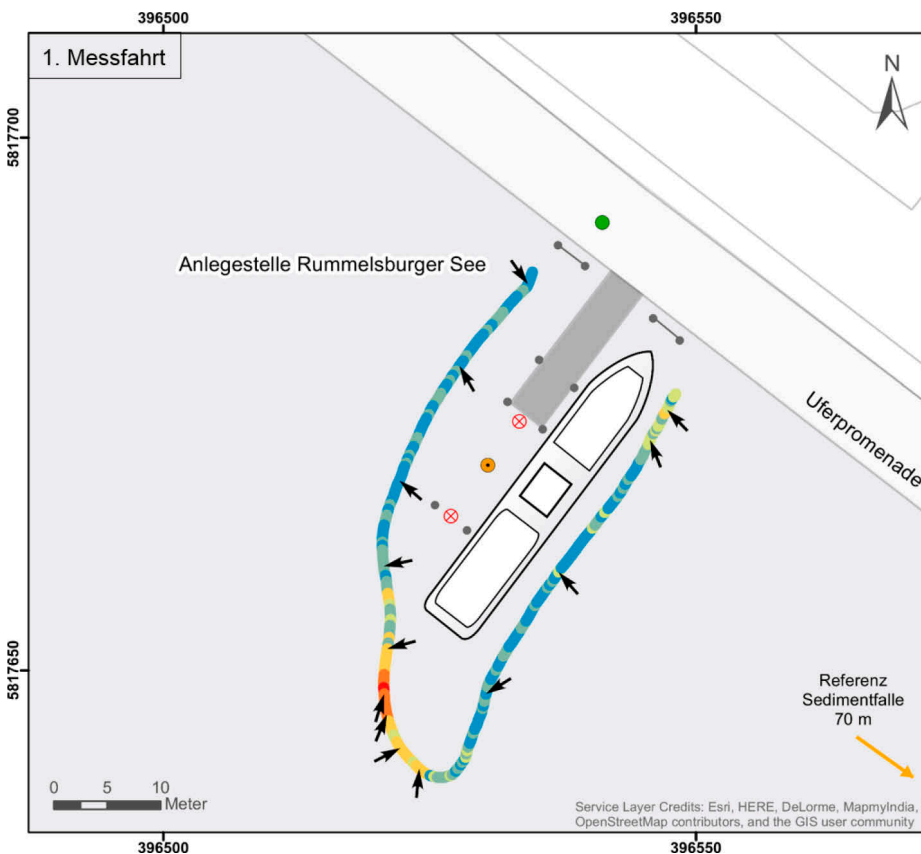 396500
396550
1. Messfahrt
N
5817700
Anlegestelle Rummelsburger See
Uferpromenade
5817650
Referenz
Sedimentfalle
70 m
0 5 10
Meter
Service Layer Credits: Esri, HERE, DeLorme, MapmyIndia,
OpenStreetMap contributors, and the GIS user community
396500
396550